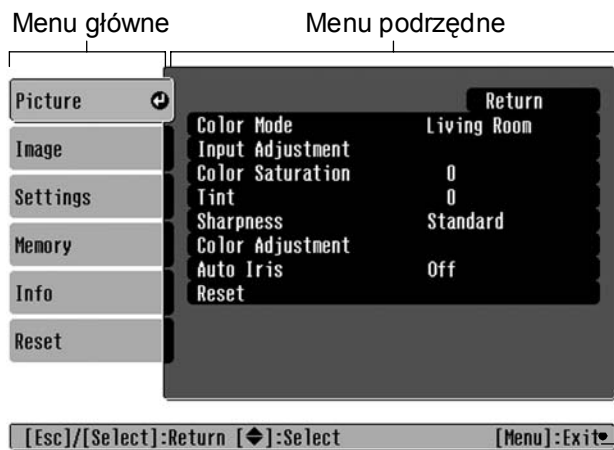 Menu główne
Menu podrzędne
Picture
Image
Settings
Memory
Info
Reset
Return
Color Mode Living Room
Input Adjustment
Color Saturation 0
Tint 0
Sharpness Standard
Color Adjustment
Auto Iris Off
Reset
[Esc]/[Select]:Return [◆]:Select [Menu]:Exit